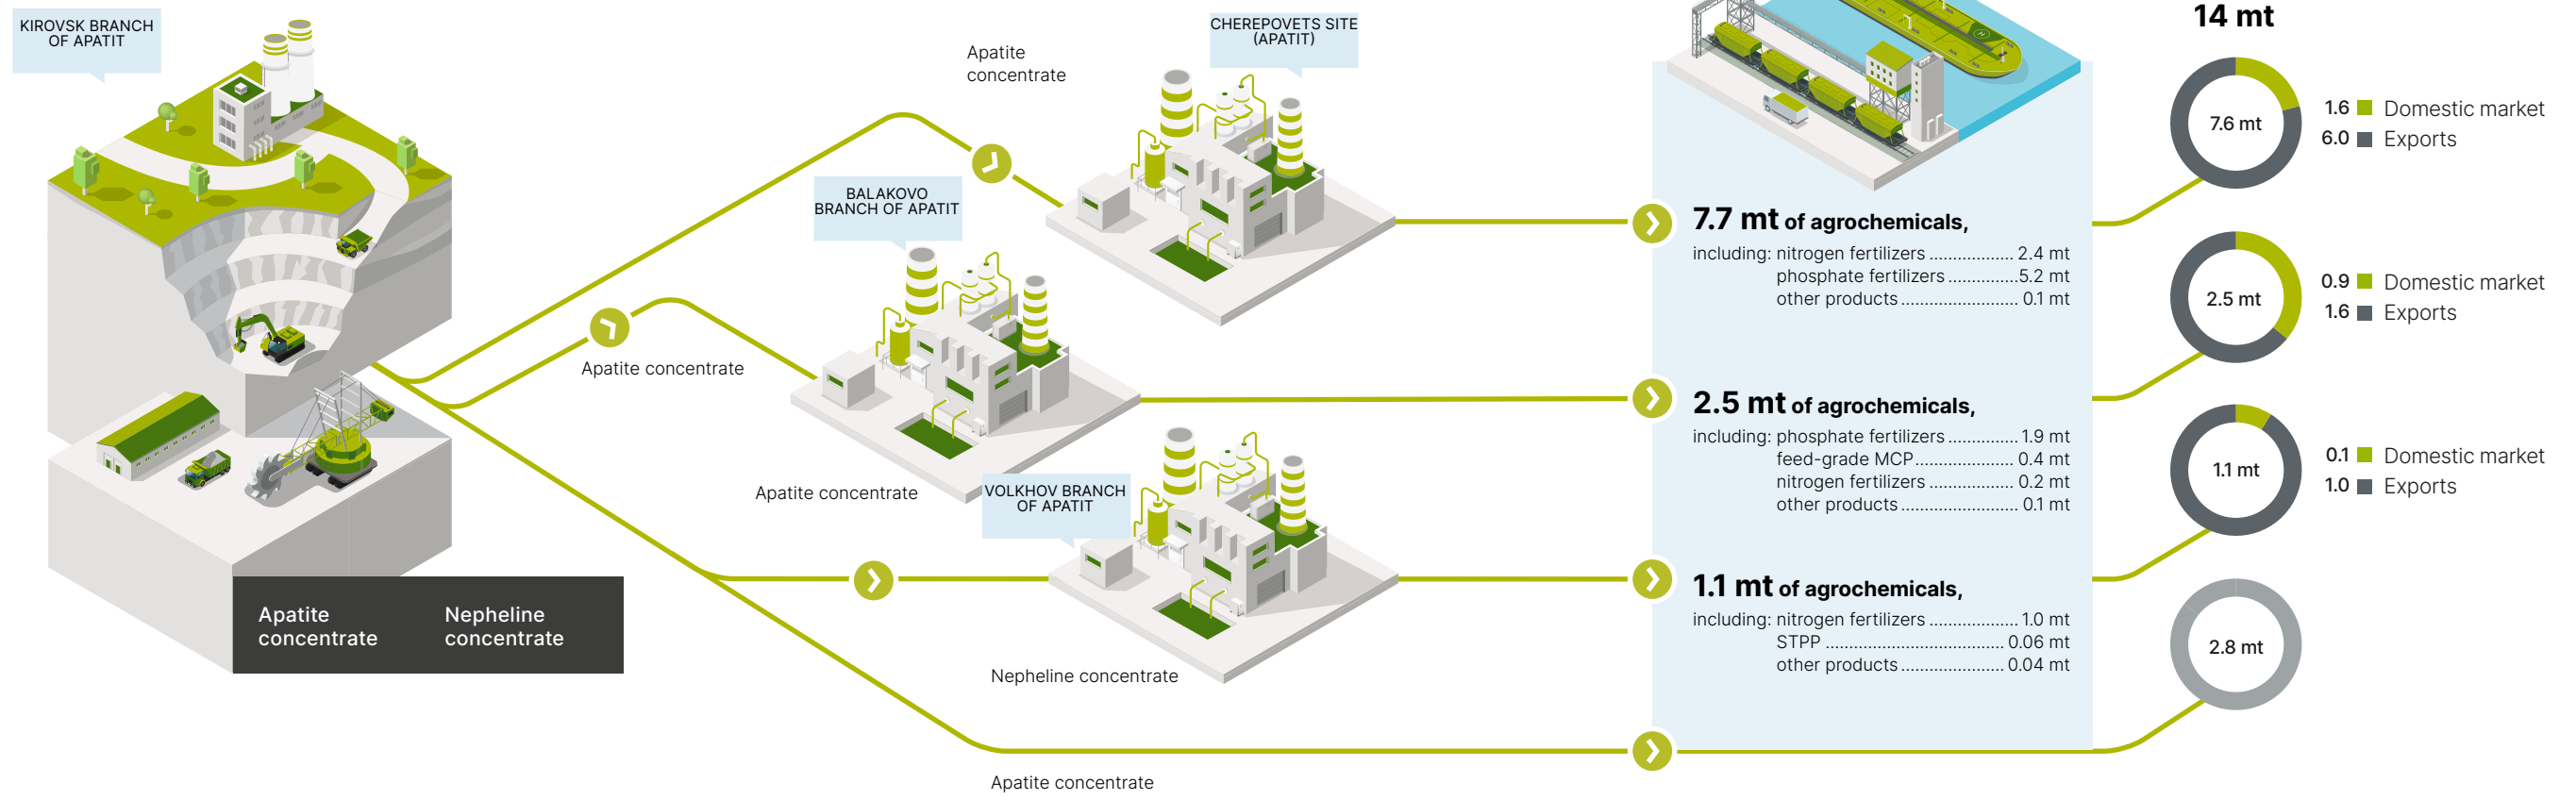 KIROVSK BRANCH
OF APATIT
Apatite
concentrate
Nepheline
concentrate
Apatite
concentrate
CHEREPOVETS SITE
(APATIT)
BALAKOVO
BRANCH OF APATIT
Apatite concentrate
Apatite concentrate
VOLKHOV BRANCH
OF APATIT
Nepheline concentrate
Apatite concentrate
H
7.7 mt of agrochemicals,
including: nitrogen fertilizers .................. 2.4 mt
phosphate fertilizers ...............5.2 mt
other products ......................... 0.1 mt
2.5 mt of agrochemicals,
including: phosphate fertilizers ............... 1.9 mt
feed-grade MCP..................... 0.4 mt
nitrogen fertilizers .................. 0.2 mt
other products ......................... 0.1 mt
1.1 mt of agrochemicals,
including: nitrogen fertilizers .................. 1.0 mt
STPP ...................................... 0.06 mt
other products ....................... 0.04 mt
14 mt
7.6 mt
1.6 Domestic market
6.0 Exports
2.5 mt
0.9 Domestic market
1.6 Exports
1.1 mt
0.1 Domestic market
1.0 Exports
2.8 mt